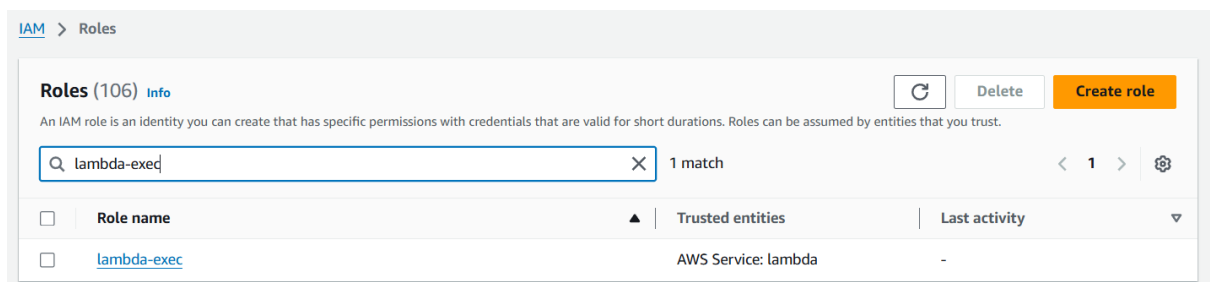 IAM > Roles
Roles (106) Info
Delete
Create role
An IAM role is an identity you can create that has specific permissions with credentials that are valid for short durations. Roles can be assumed by entities that you trust.
lambda-exec
1 match
1
Role name
Trusted entities
Last activity
lambda-exec
AWS Service: lambda
-